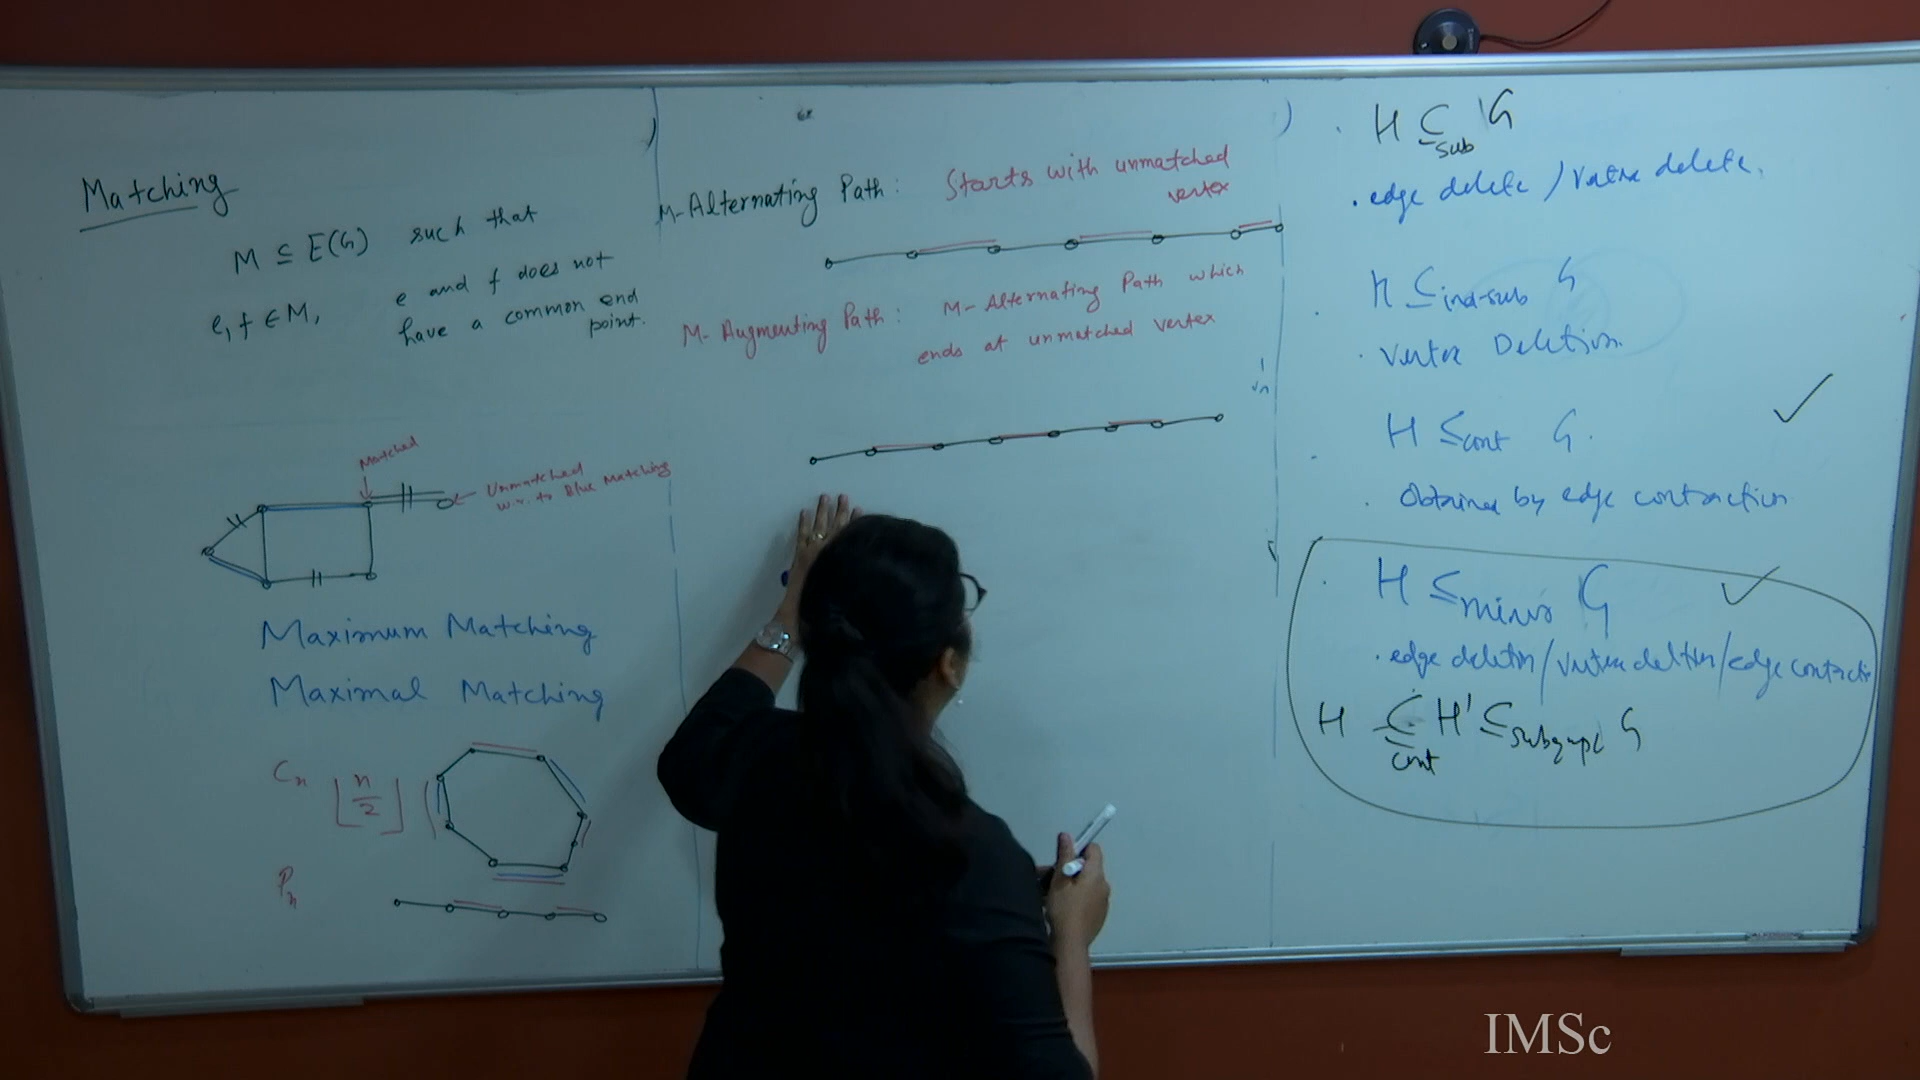 Matching
M ⊆ E(G) such that
e, f ∈ M, e and f does not
have a common end
point.
Matched
Unmatched
w.r. to Blue Matching
Maximum Matching
Maximal Matching
Cn ⌊n/2⌋
Pn
M-Alternating Path: Starts with unmatched
vertex
M-Augmenting Path: M-Alternating Path which
ends at unmatched vertex
H ⊆sub G
. edge delete / vertex delete.
H ⊆ind-sub G
. Vertex Deletion.
H ≤cont G.
. Obtained by edge contraction
H ≤minor G
. edge deletion/vertex deletion/edge contraction
H ≤cont H' ⊆subgraph G
IMSc